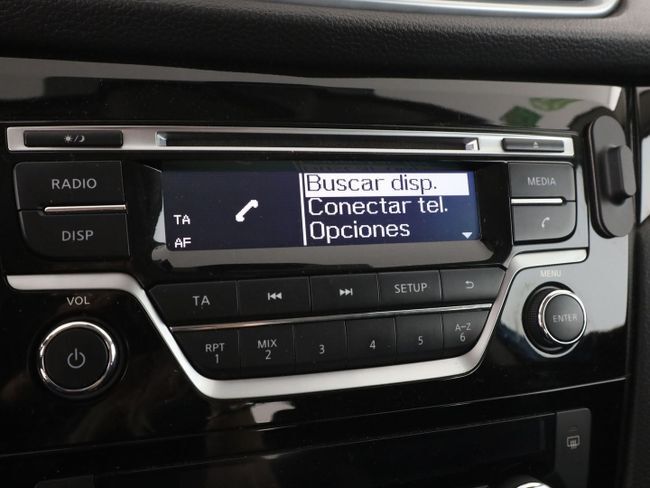 RADIO
DISP
TA
AF
Buscar disp.
Conectar tel.
Opciones
MEDIA
VOL
TA
SETUP
MENU
ENTER
RPT
1
MIX
2
3
4
5
A-Z
6